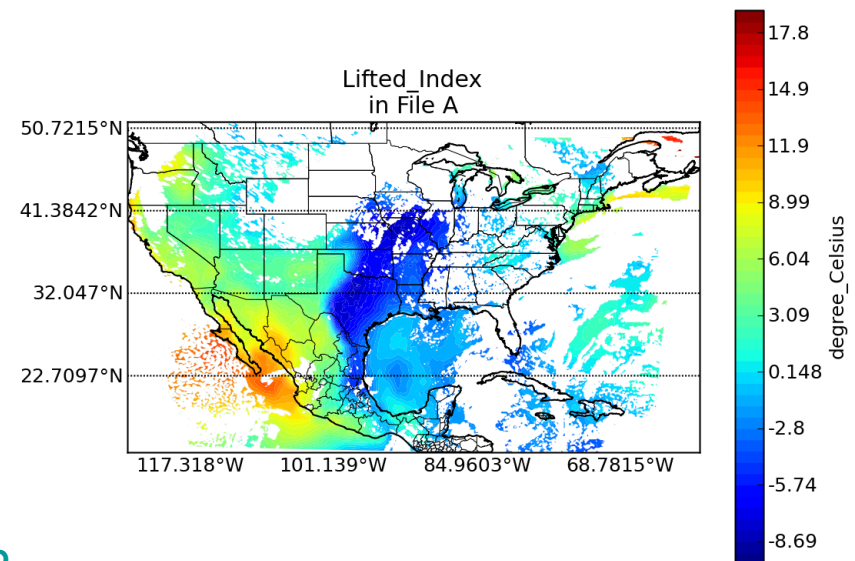 Lifted_Index
in File A
50.7215°N
41.3842°N
32.047°N
22.7097°N
117.318°W 101.139°W 84.9603°W 68.7815°W
17.8
14.9
11.9
8.99
6.04
3.09
0.148
-2.8
-5.74
-8.69
degree_Celsius